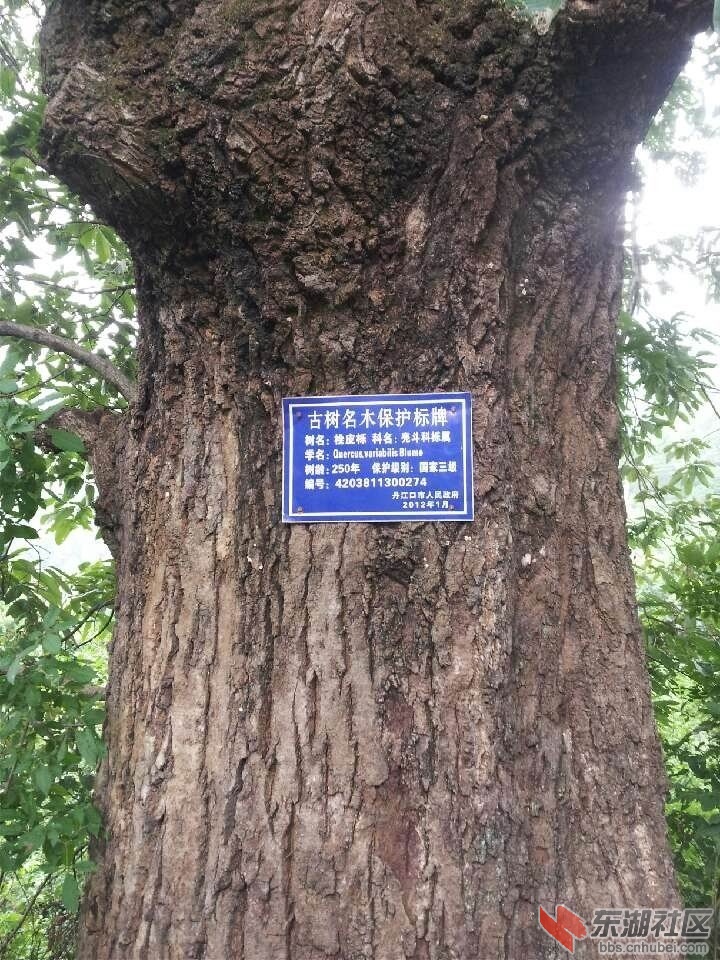 古树名木保护标牌
树名：栓皮栎 科名：壳斗科栎属
学名：Quercus.variabilis Blume
树龄：250年 保护级别：国家三级
编号：4203811300274
丹江口市人民政府
2012年1月
东湖社区
bbs.cnhubei.com